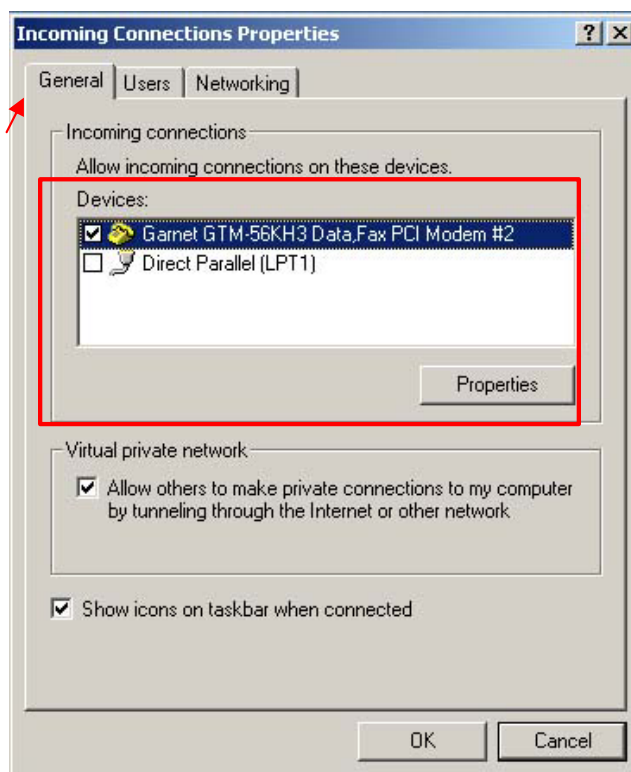 Incoming Connections Properties
General
Users
Networking
Incoming connections
Allow incoming connections on these devices.
Devices:
Garnet GTM-56KH3 Data,Fax PCI Modem #2
Direct Parallel (LPT1)
Properties
Virtual private network
Allow others to make private connections to my computer
by tunneling through the Internet or other network
Show icons on taskbar when connected
OK
Cancel